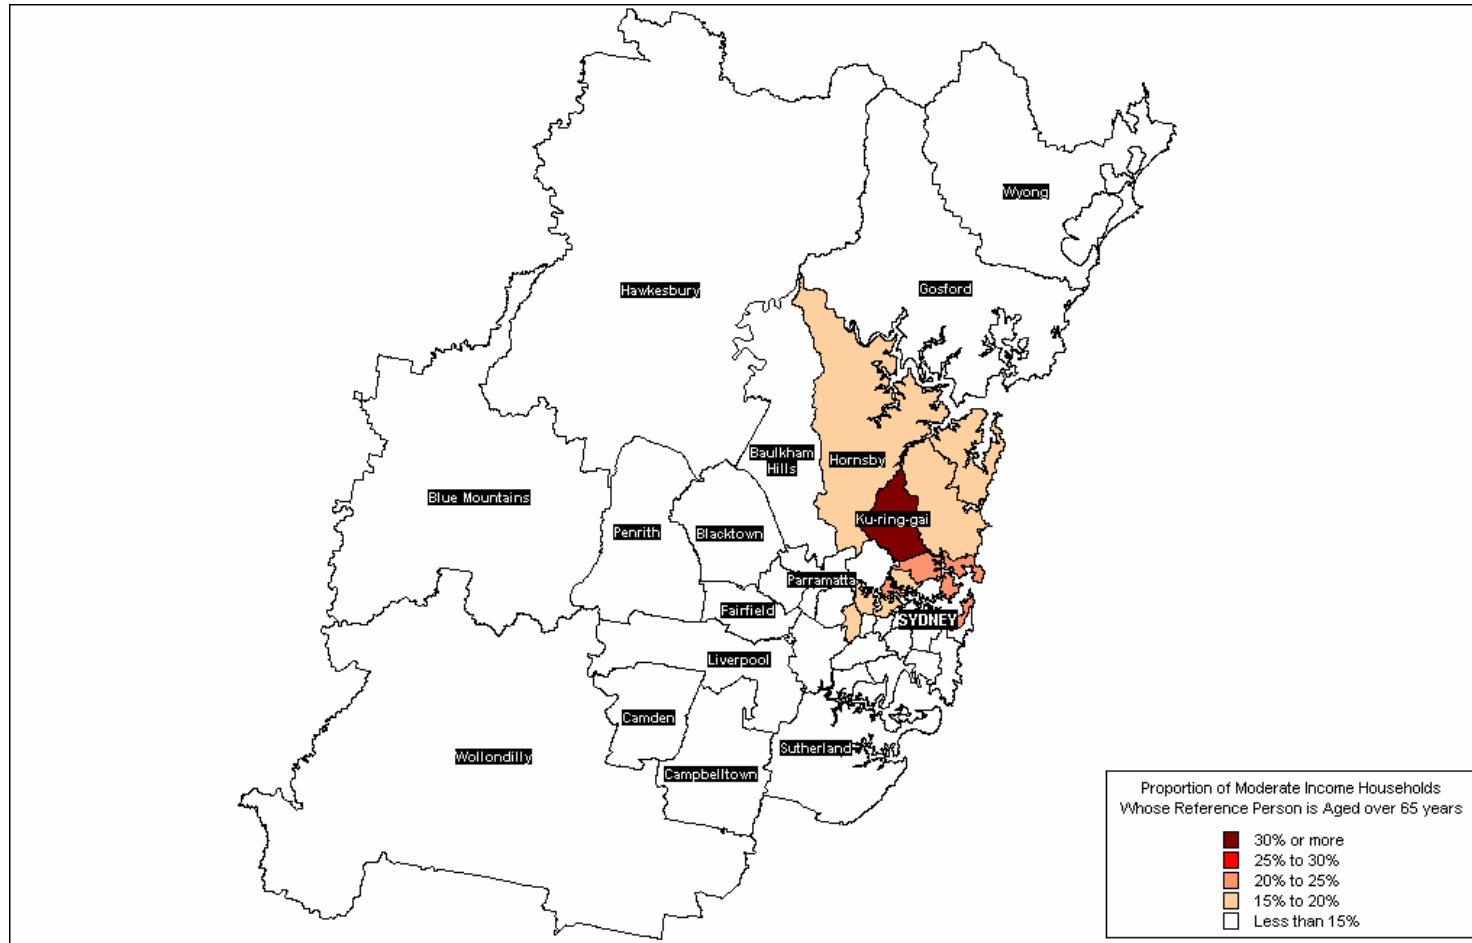 Wyong
Hawkesbury
Gosford
Baulkham
Hills
Hornsby
Blue Mountains
Ku-ring-gai
Penrith
Blacktown
Parramatta
Fairfield
SYDNEY
Liverpool
Camden
Sutherland
Wollondilly
Campbelltown
Proportion of Moderate Income Households
Whose Reference Person is Aged over 65 years
30% or more
25% to 30%
20% to 25%
15% to 20%
Less than 15%